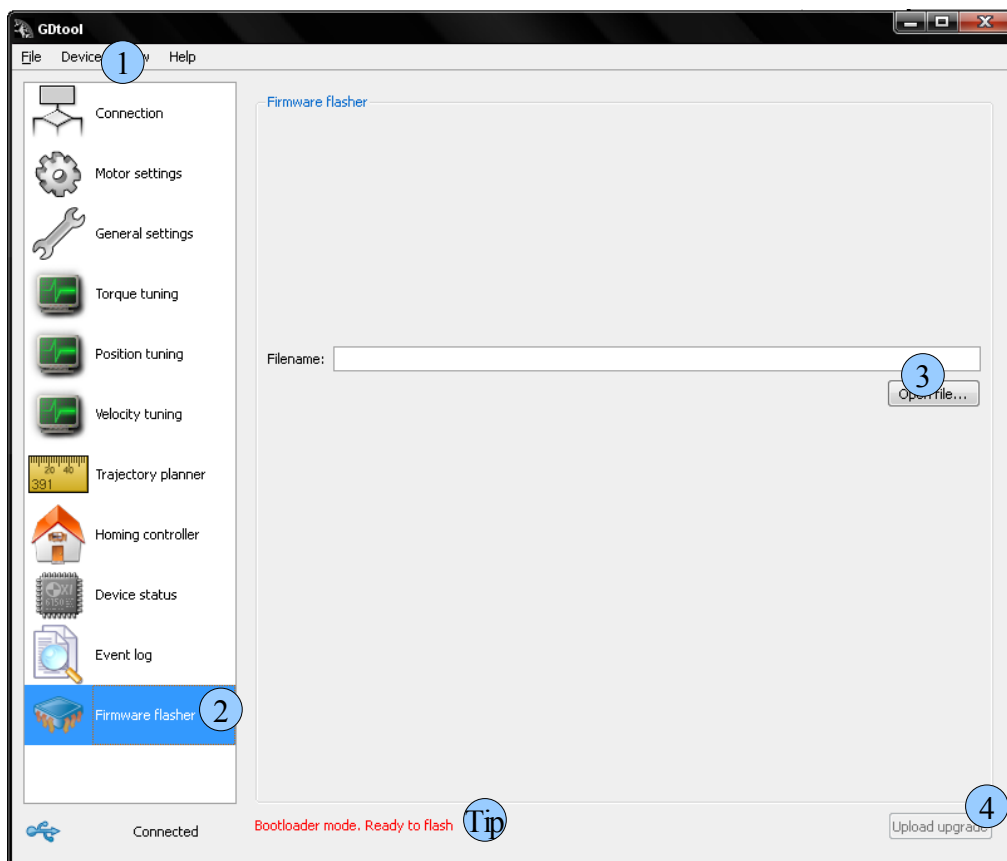 GDtool
File Device 1 w Help
Connection
Motor settings
General settings
Torque tuning
Position tuning
Velocity tuning
20 40
391
Trajectory planner
Homing controller
Device status
Event log
Firmware flasher 2
Firmware flasher
Filename:
3
Open file...
Connected
Bootloader mode. Ready to flash Tip
4
Upload upgrade